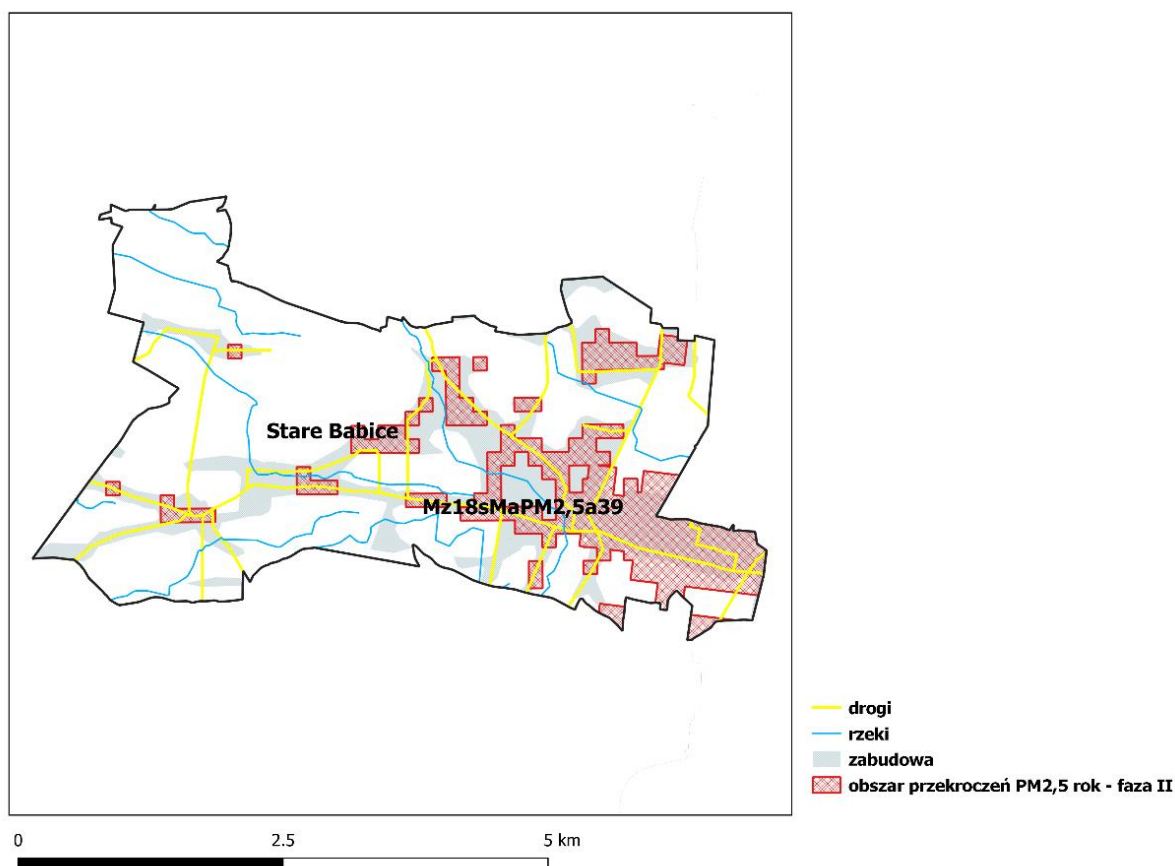 Stare Babice
Mz18sMaPM2,5a39
drogi
rzeki
zabudowa
obszar przekroczeń PM2,5 rok - faza II
0 2.5 5 km